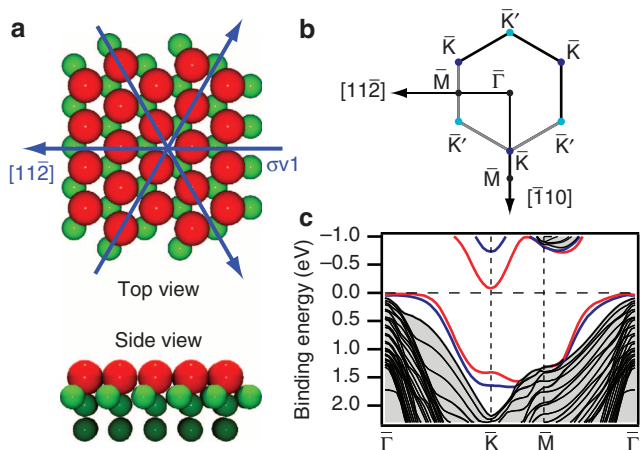 a
[112̄]
σv1
Top view
Side view
b
K̄′
K̄
K̄
M̄
Γ̄
[112̄]
K̄′
K̄
K̄′
M̄
[1̄10]
c
Binding energy (eV)
−1.0
−0.5
0.0
0.5
1.0
1.5
2.0
Γ̄
K̄
M̄
Γ̄